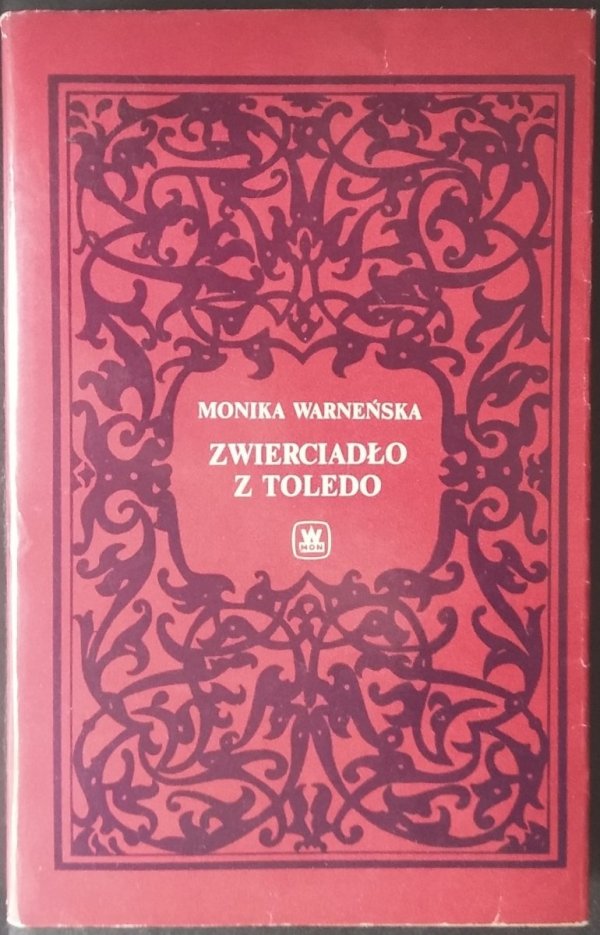 MONIKA WARNEŃSKA
ZWIERCIADŁO
Z TOLEDO
W
MON